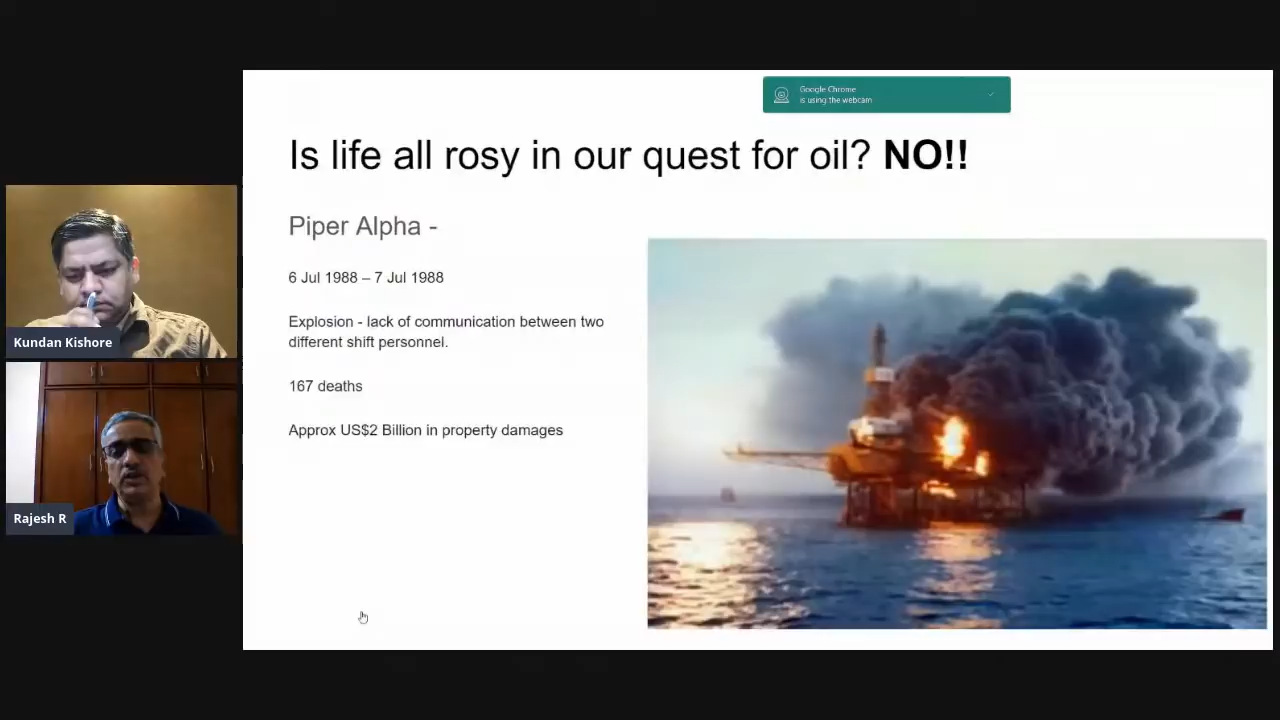 Google Chrome
is using the webcam
Is life all rosy in our quest for oil? NO!!
Piper Alpha -
6 Jul 1988 – 7 Jul 1988
Explosion - lack of communication between two
different shift personnel.
167 deaths
Approx US$2 Billion in property damages
Kundan Kishore
Rajesh R